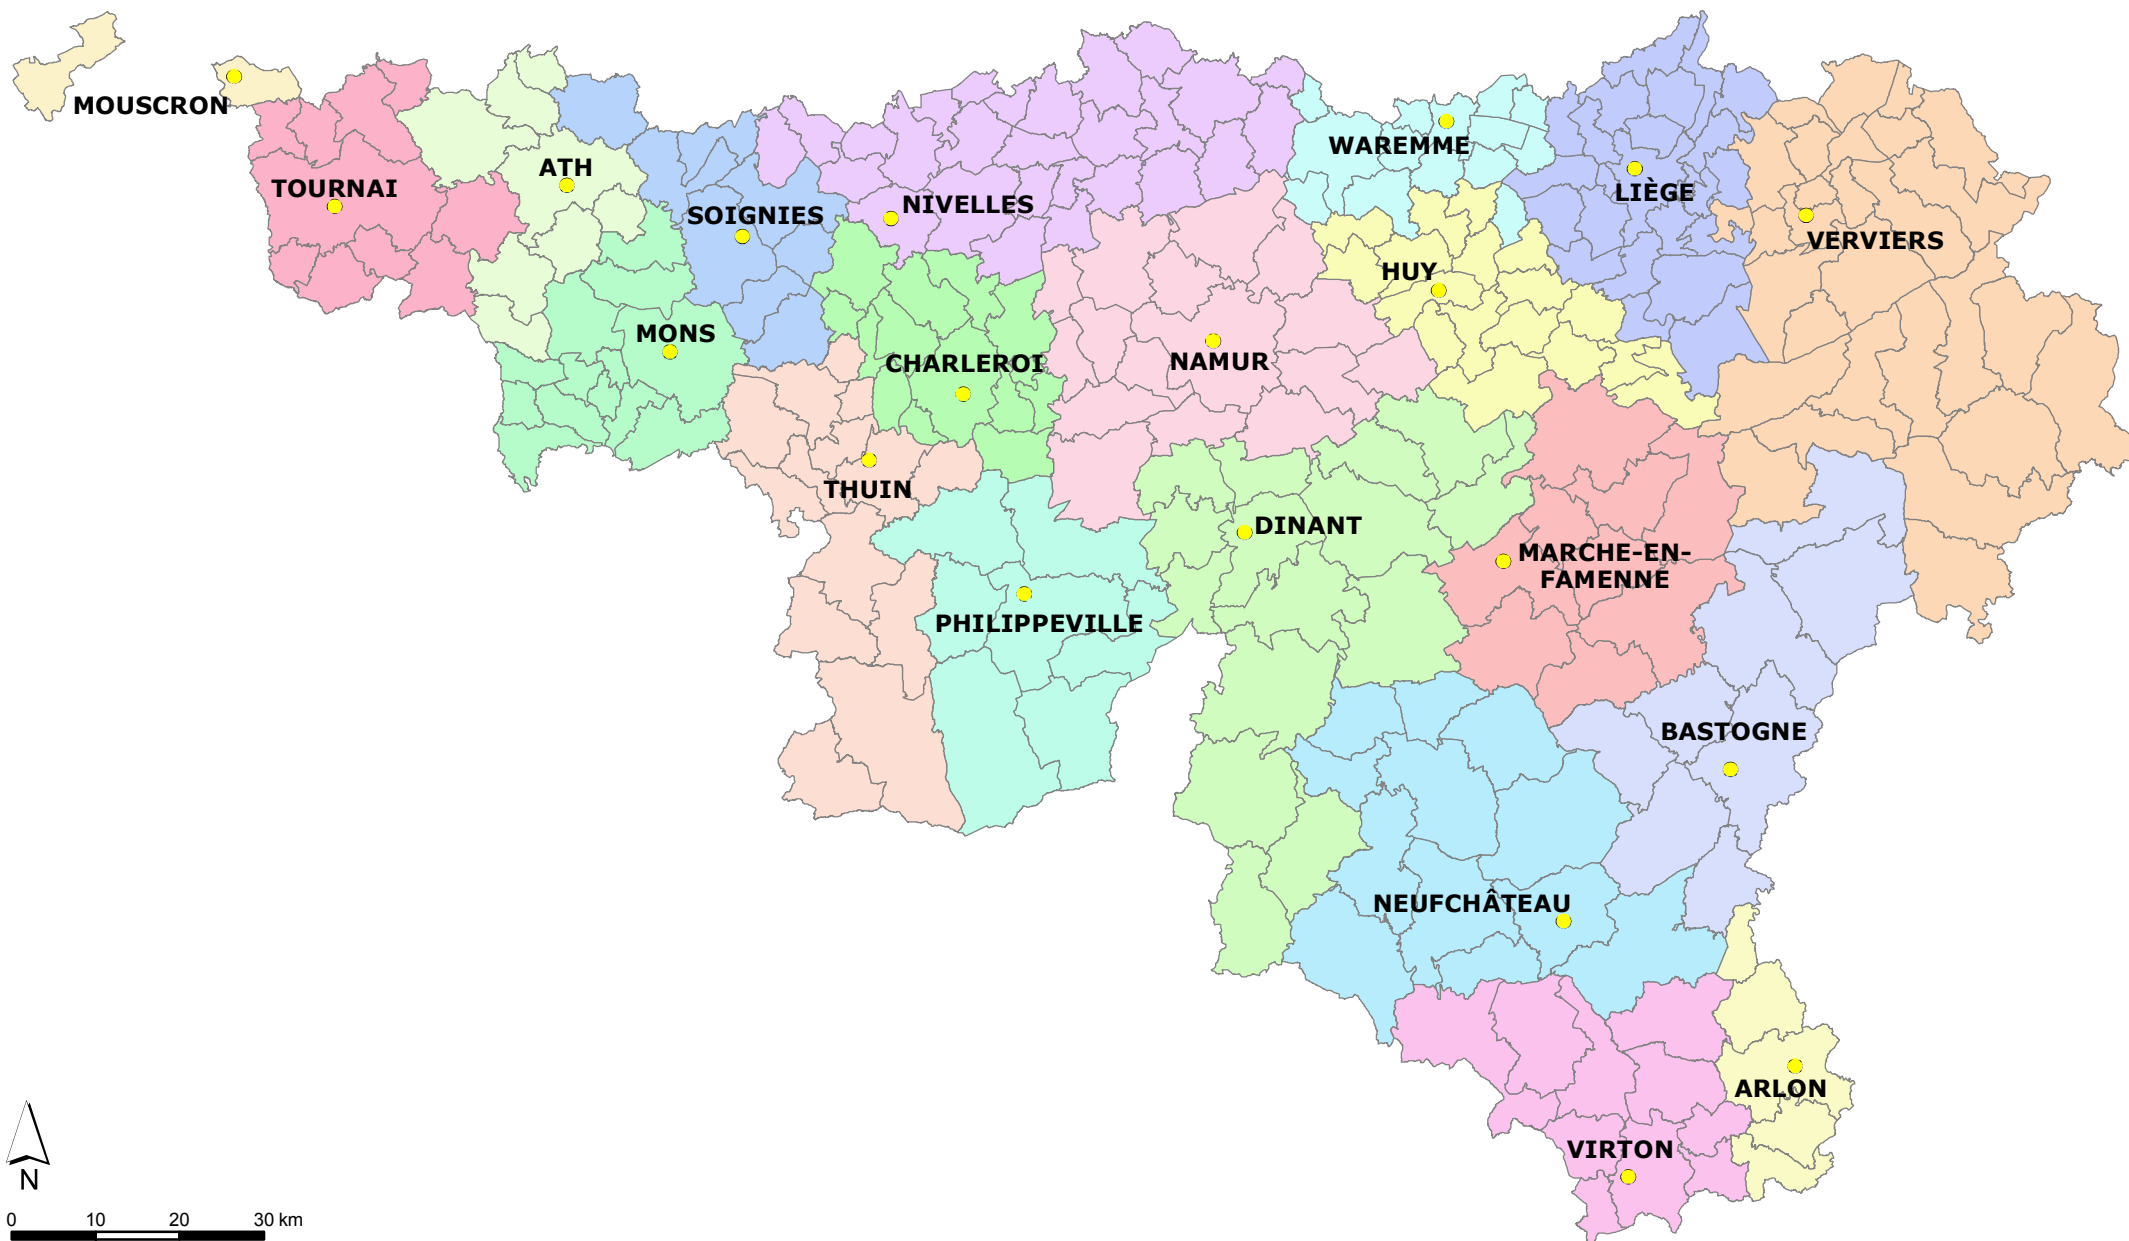 MOUSCRON
WAREMME
ATH
TOURNAI
LIÈGE
NIVELLES
SOIGNIES
VERVIERS
HUY
MONS
CHARLEROI
NAMUR
THUIN
DINANT
MARCHE-EN-
FAMENNE
PHILIPPEVILLE
BASTOGNE
NEUFCHÂTEAU
ARLON
VIRTON
N
0 10 20 30 km